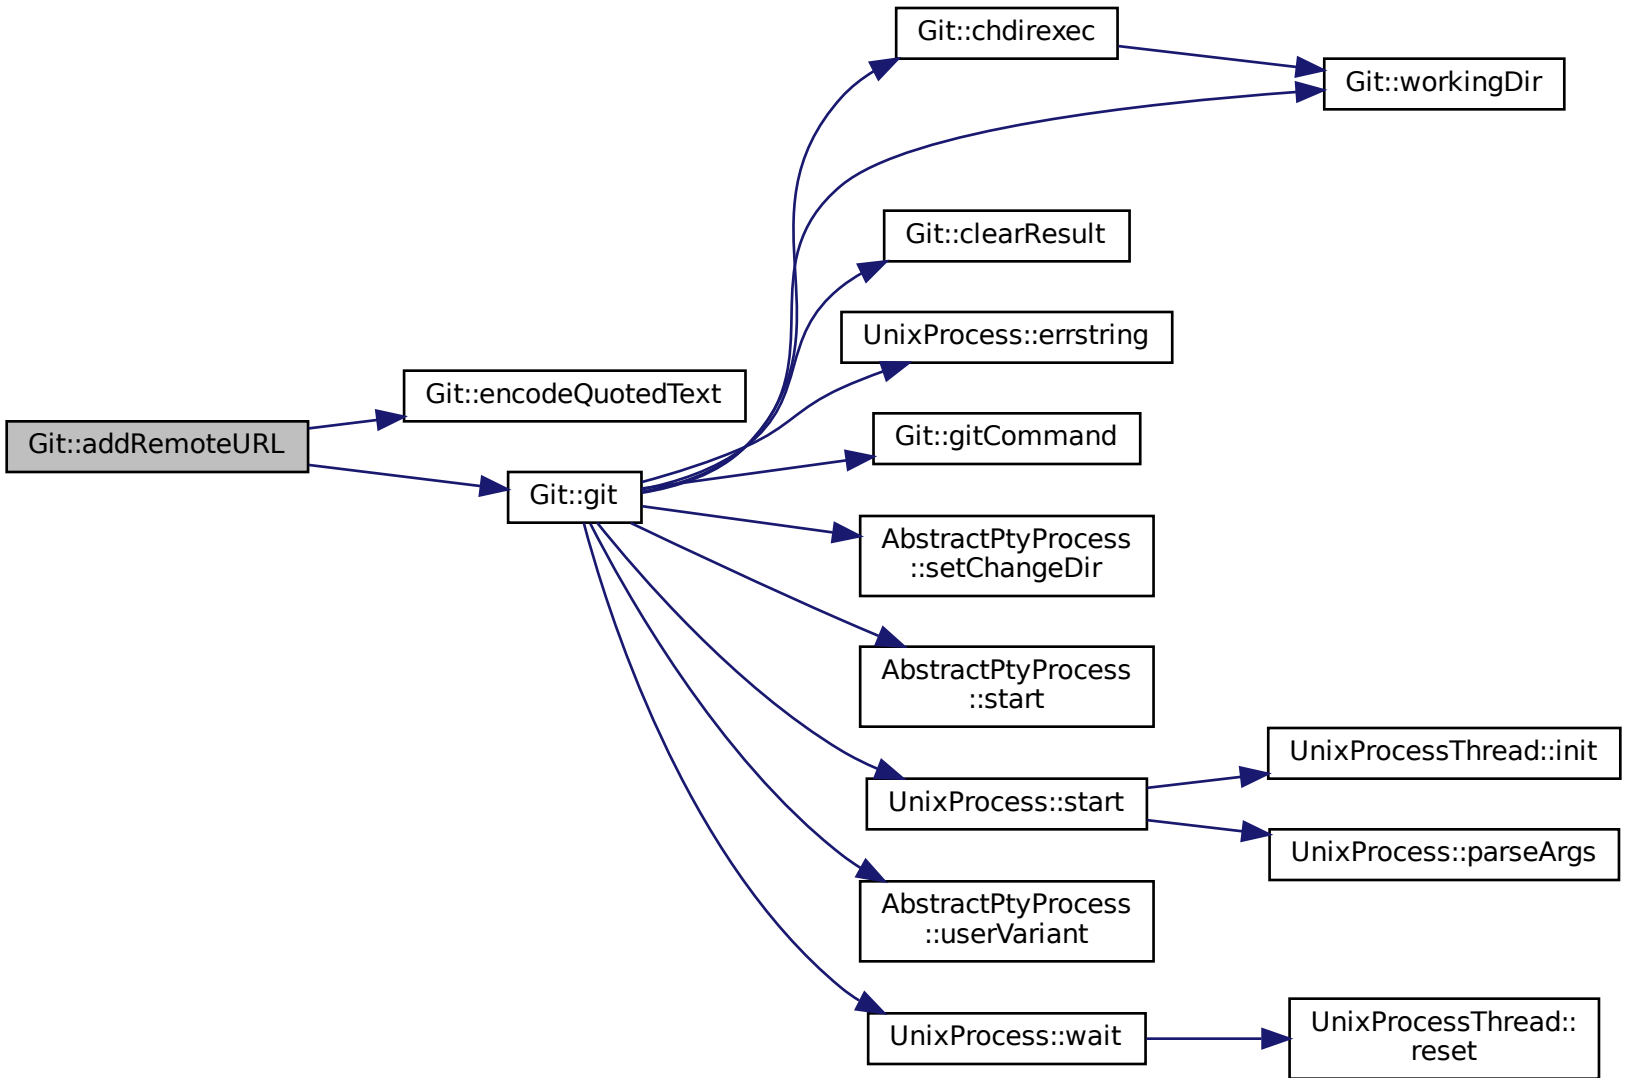 Git::chdirexec
Git::workingDir
Git::clearResult
UnixProcess::errstring
Git::encodeQuotedText
Git::addRemoteURL
Git::gitCommand
Git::git
AbstractPtyProcess
::setChangeDir
AbstractPtyProcess
::start
UnixProcessThread::init
UnixProcess::start
UnixProcess::parseArgs
AbstractPtyProcess
::userVariant
UnixProcess::wait
UnixProcessThread::
reset